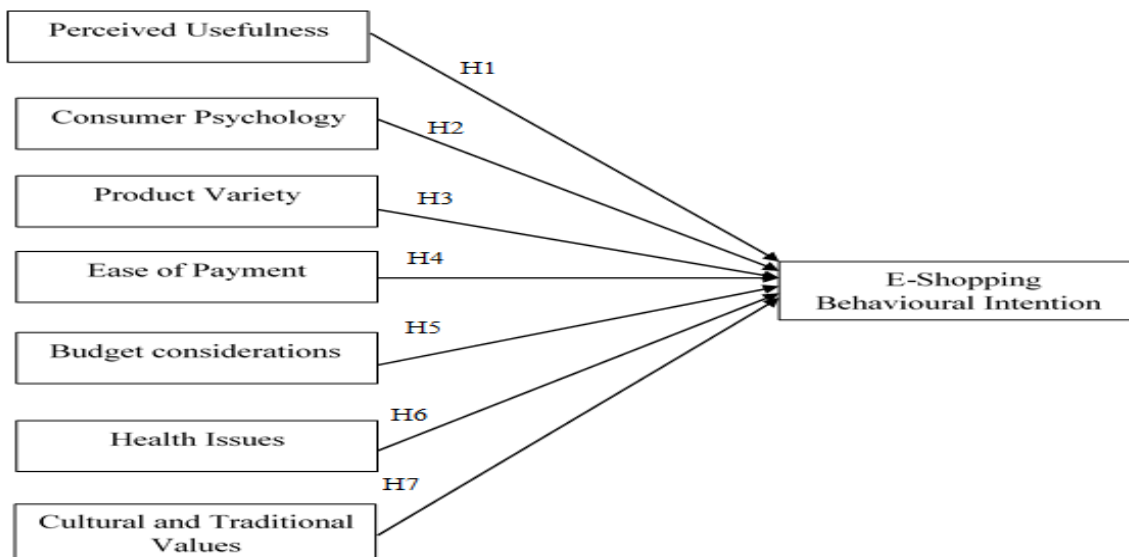 Perceived Usefulness
H1
Consumer Psychology
H2
Product Variety
H3
Ease of Payment
H4
E-Shopping
Behavioural Intention
Budget considerations
H5
Health Issues
H6
Cultural and Traditional
Values
H7